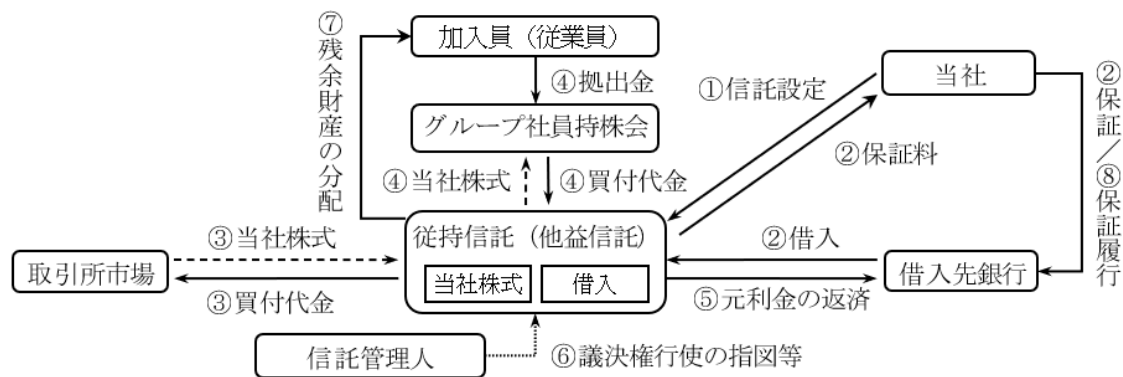 ⑦残余財産の分配
加入員（従業員）
④拠出金
グループ社員持株会
④当社株式
④買付代金
①信託設定
当社
②保証料
②保証／⑧保証履行
従持信託（他益信託）
当社株式
借入
③当社株式
取引所市場
③買付代金
②借入
借入先銀行
⑤元利金の返済
信託管理人
⑥議決権行使の指図等